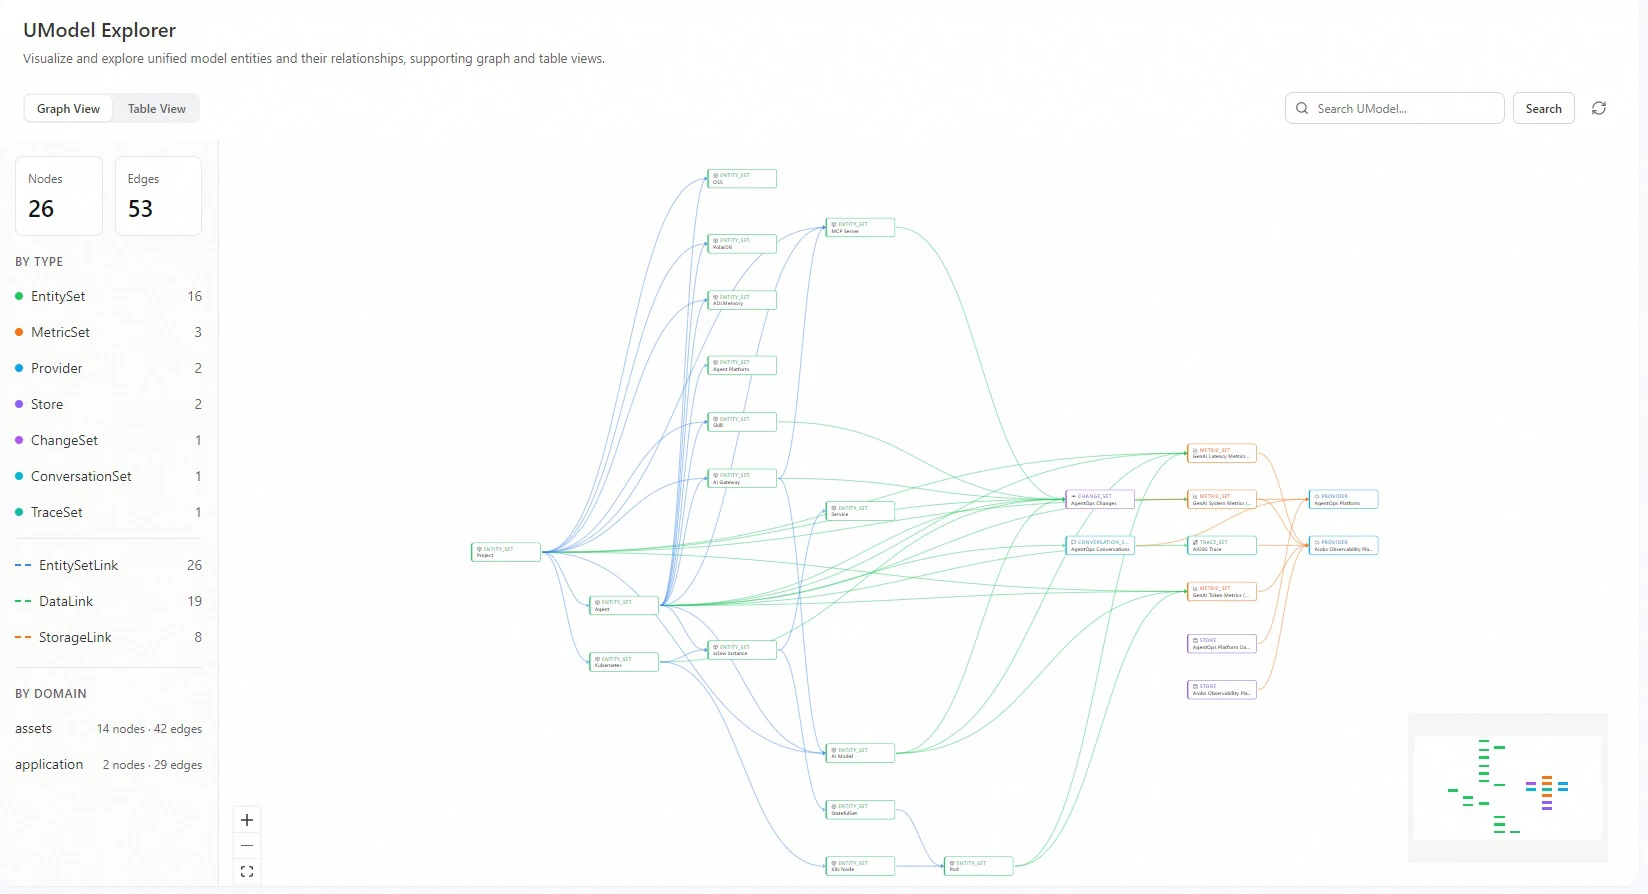 UModel Explorer
Visualize and explore unified model entities and their relationships, supporting graph and table views.
Graph View
Table View
Search UModel...
Search
Nodes
26
Edges
53
BY TYPE
EntitySet 16
MetricSet 3
Provider 2
Store 2
ChangeSet 1
ConversationSet 1
TraceSet 1
EntitySetLink 26
DataLink 19
StorageLink 8
BY DOMAIN
assets 14 nodes · 42 edges
application 2 nodes · 29 edges
ENTITY_SET
Project
ENTITY_SET
Agent
ENTITY_SET
Kubernetes
ENTITY_SET
OSS
ENTITY_SET
PolarDB
ENTITY_SET
ENTITY_SET
Agent Platform
ENTITY_SET
Skill
ENTITY_SET
AI Gateway
ENTITY_SET
Instance
ENTITY_SET
MCP Server
ENTITY_SET
Service
ENTITY_SET
AI Model
ENTITY_SET
StatefulSet
ENTITY_SET
K8s Node
ENTITY_SET
Pod
CHANGE_SET
AgentOps Changes
CONVERSATION_S...
AgentOps Conversations
METRIC_SET
GenAI Latency Metrics...
METRIC_SET
GenAI System Metrics (...
TRACE_SET
AIOBS Trace
METRIC_SET
GenAI Token Metrics (...
STORE
AgentOps Platform Da...
STORE
AIobs Observability Pla...
PROVIDER
AgentOps Platform
PROVIDER
AIobs Observability Pla...